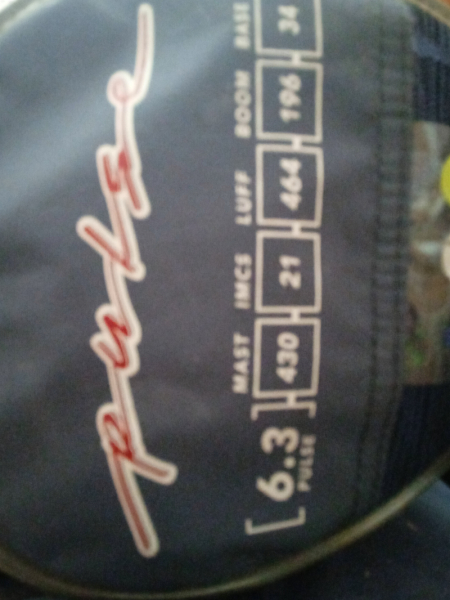 pulse
MAST IMCS LUFF BOOM BASE
[6.3] 430 21 464 196 34
PULSE